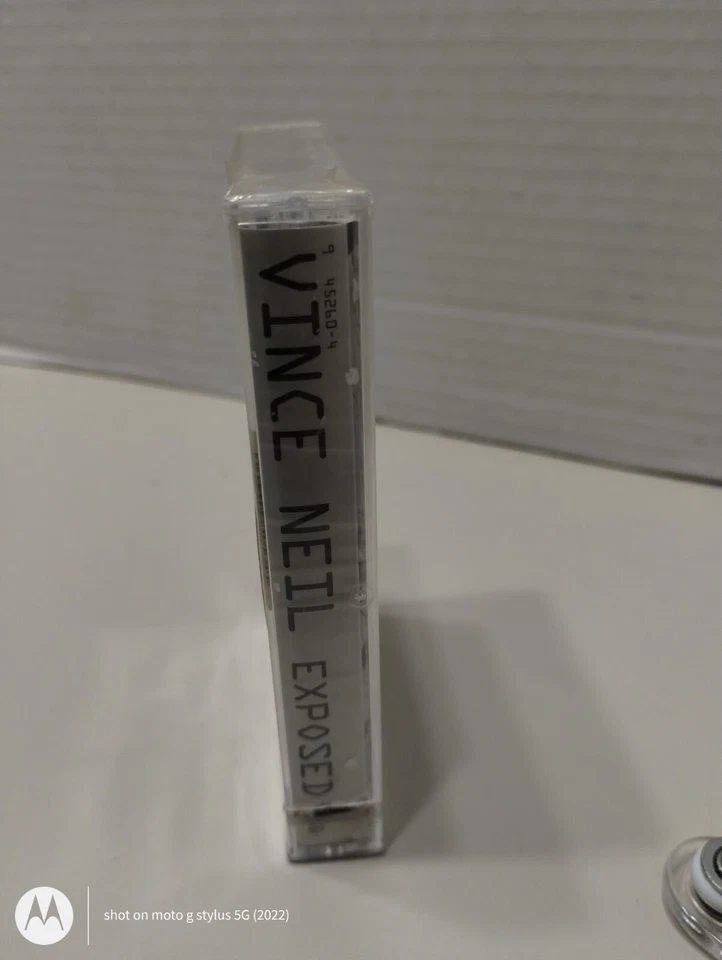 9 45260-4
VINCE NEIL EXPOSED
shot on moto g stylus 5G (2022)